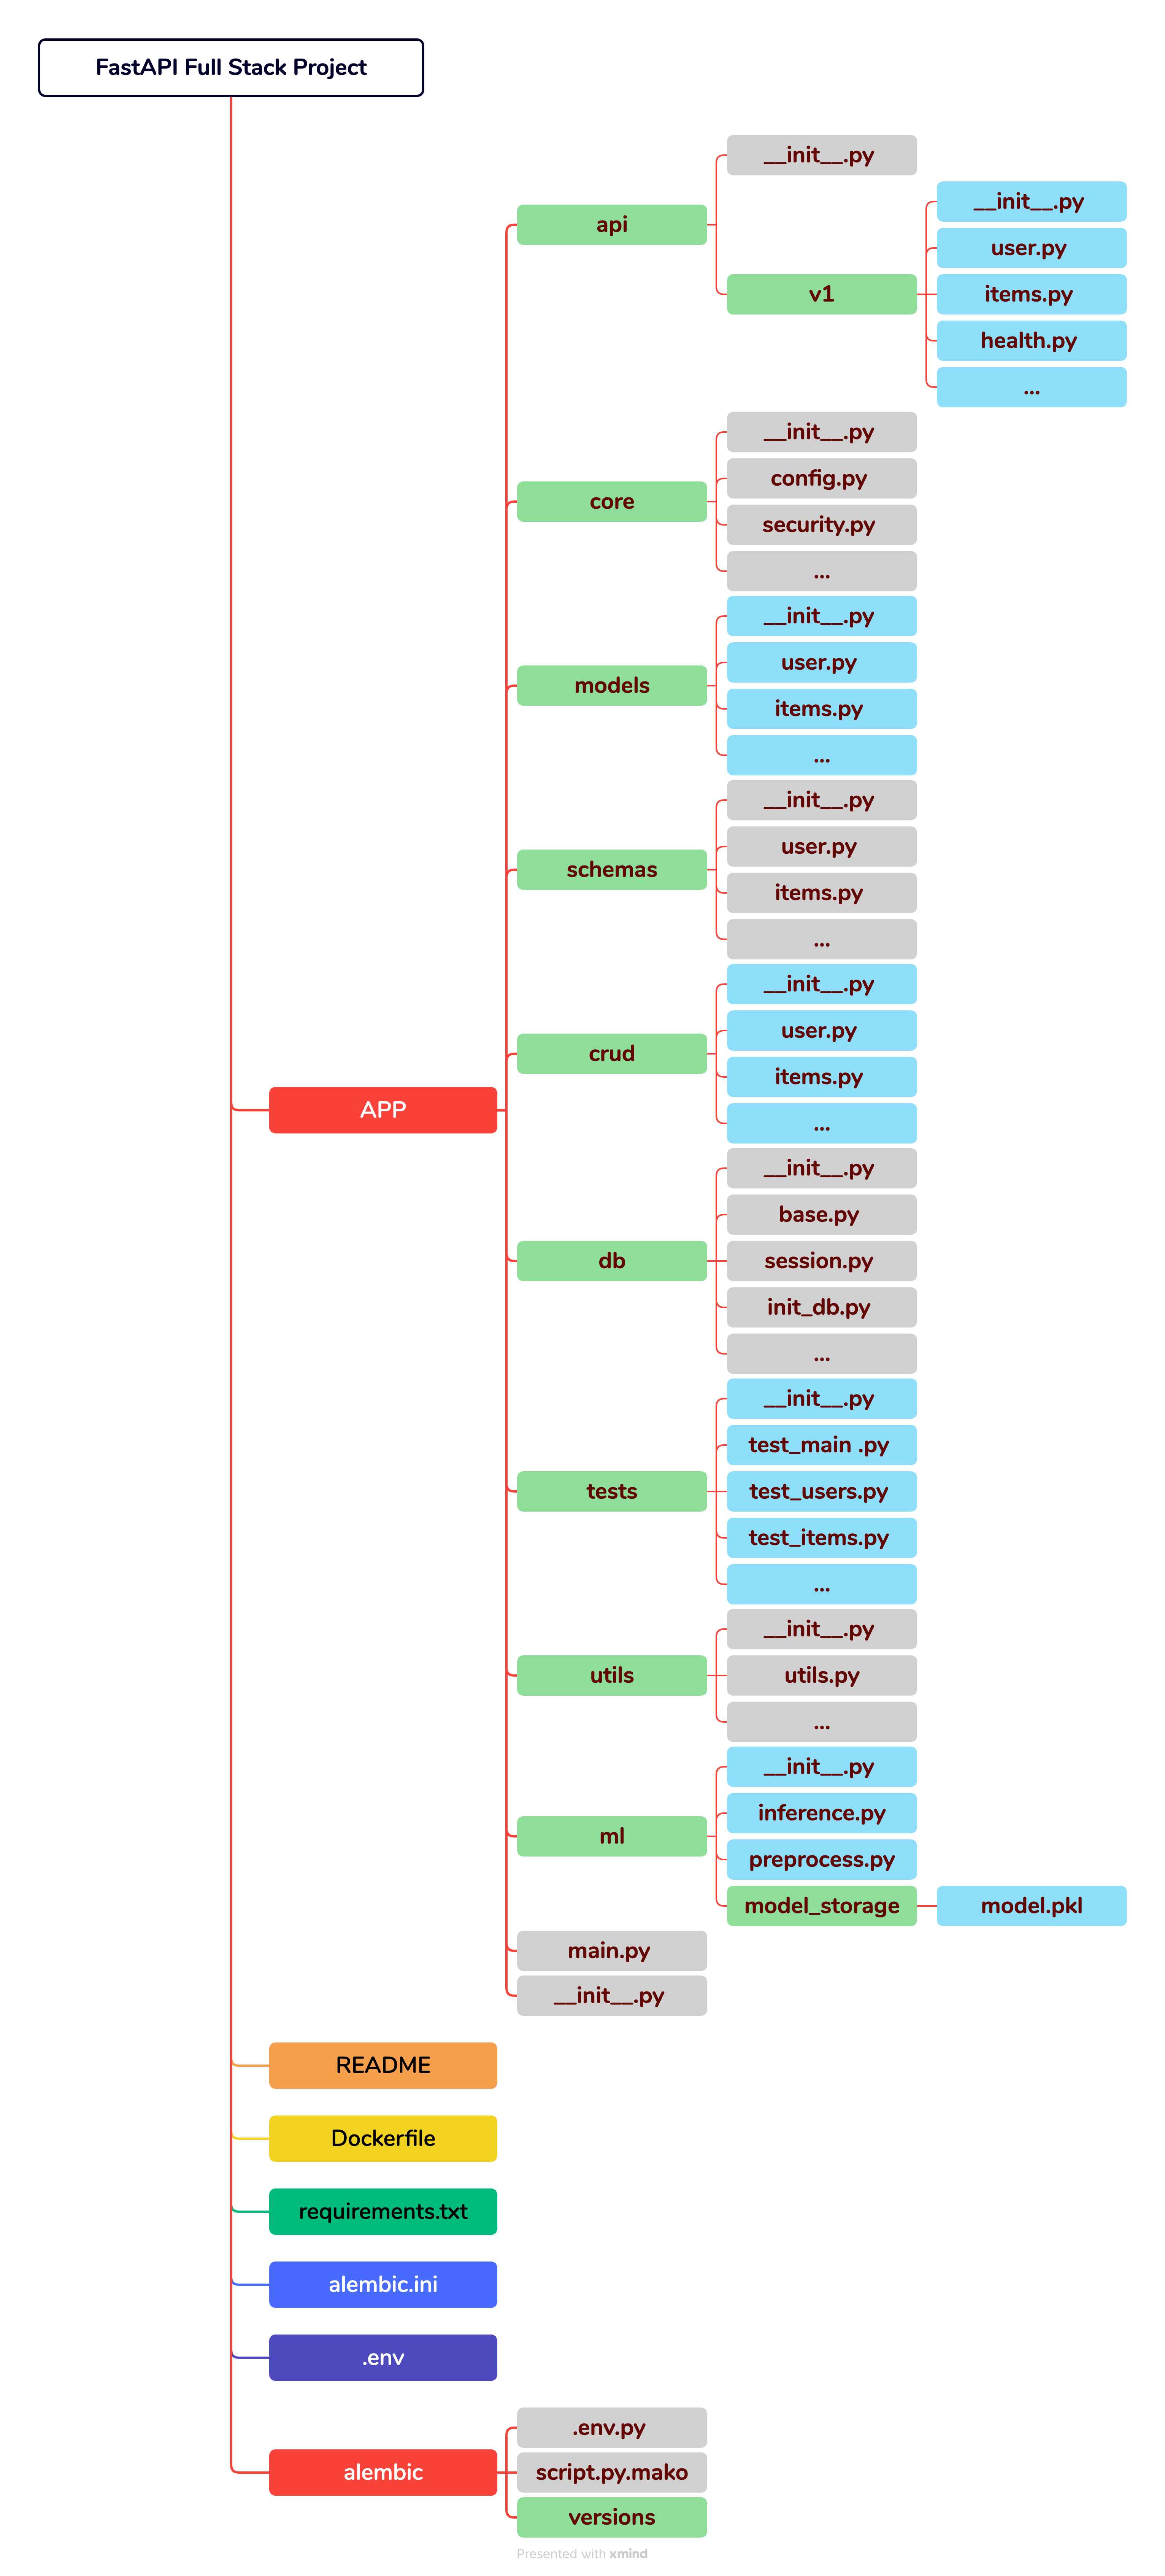 FastAPI Full Stack Project
__init__.py
api
__init__.py
user.py
v1
items.py
health.py
...
__init__.py
config.py
core
security.py
...
__init__.py
user.py
models
items.py
...
__init__.py
user.py
schemas
items.py
...
__init__.py
user.py
crud
items.py
...
APP
__init__.py
base.py
db
session.py
init_db.py
...
__init__.py
test_main .py
tests
test_users.py
test_items.py
...
__init__.py
utils
utils.py
...
__init__.py
inference.py
ml
preprocess.py
model_storage
model.pkl
main.py
__init__.py
README
Dockerfile
requirements.txt
alembic.ini
.env
.env.py
alembic
script.py.mako
versions
Presented with xmind